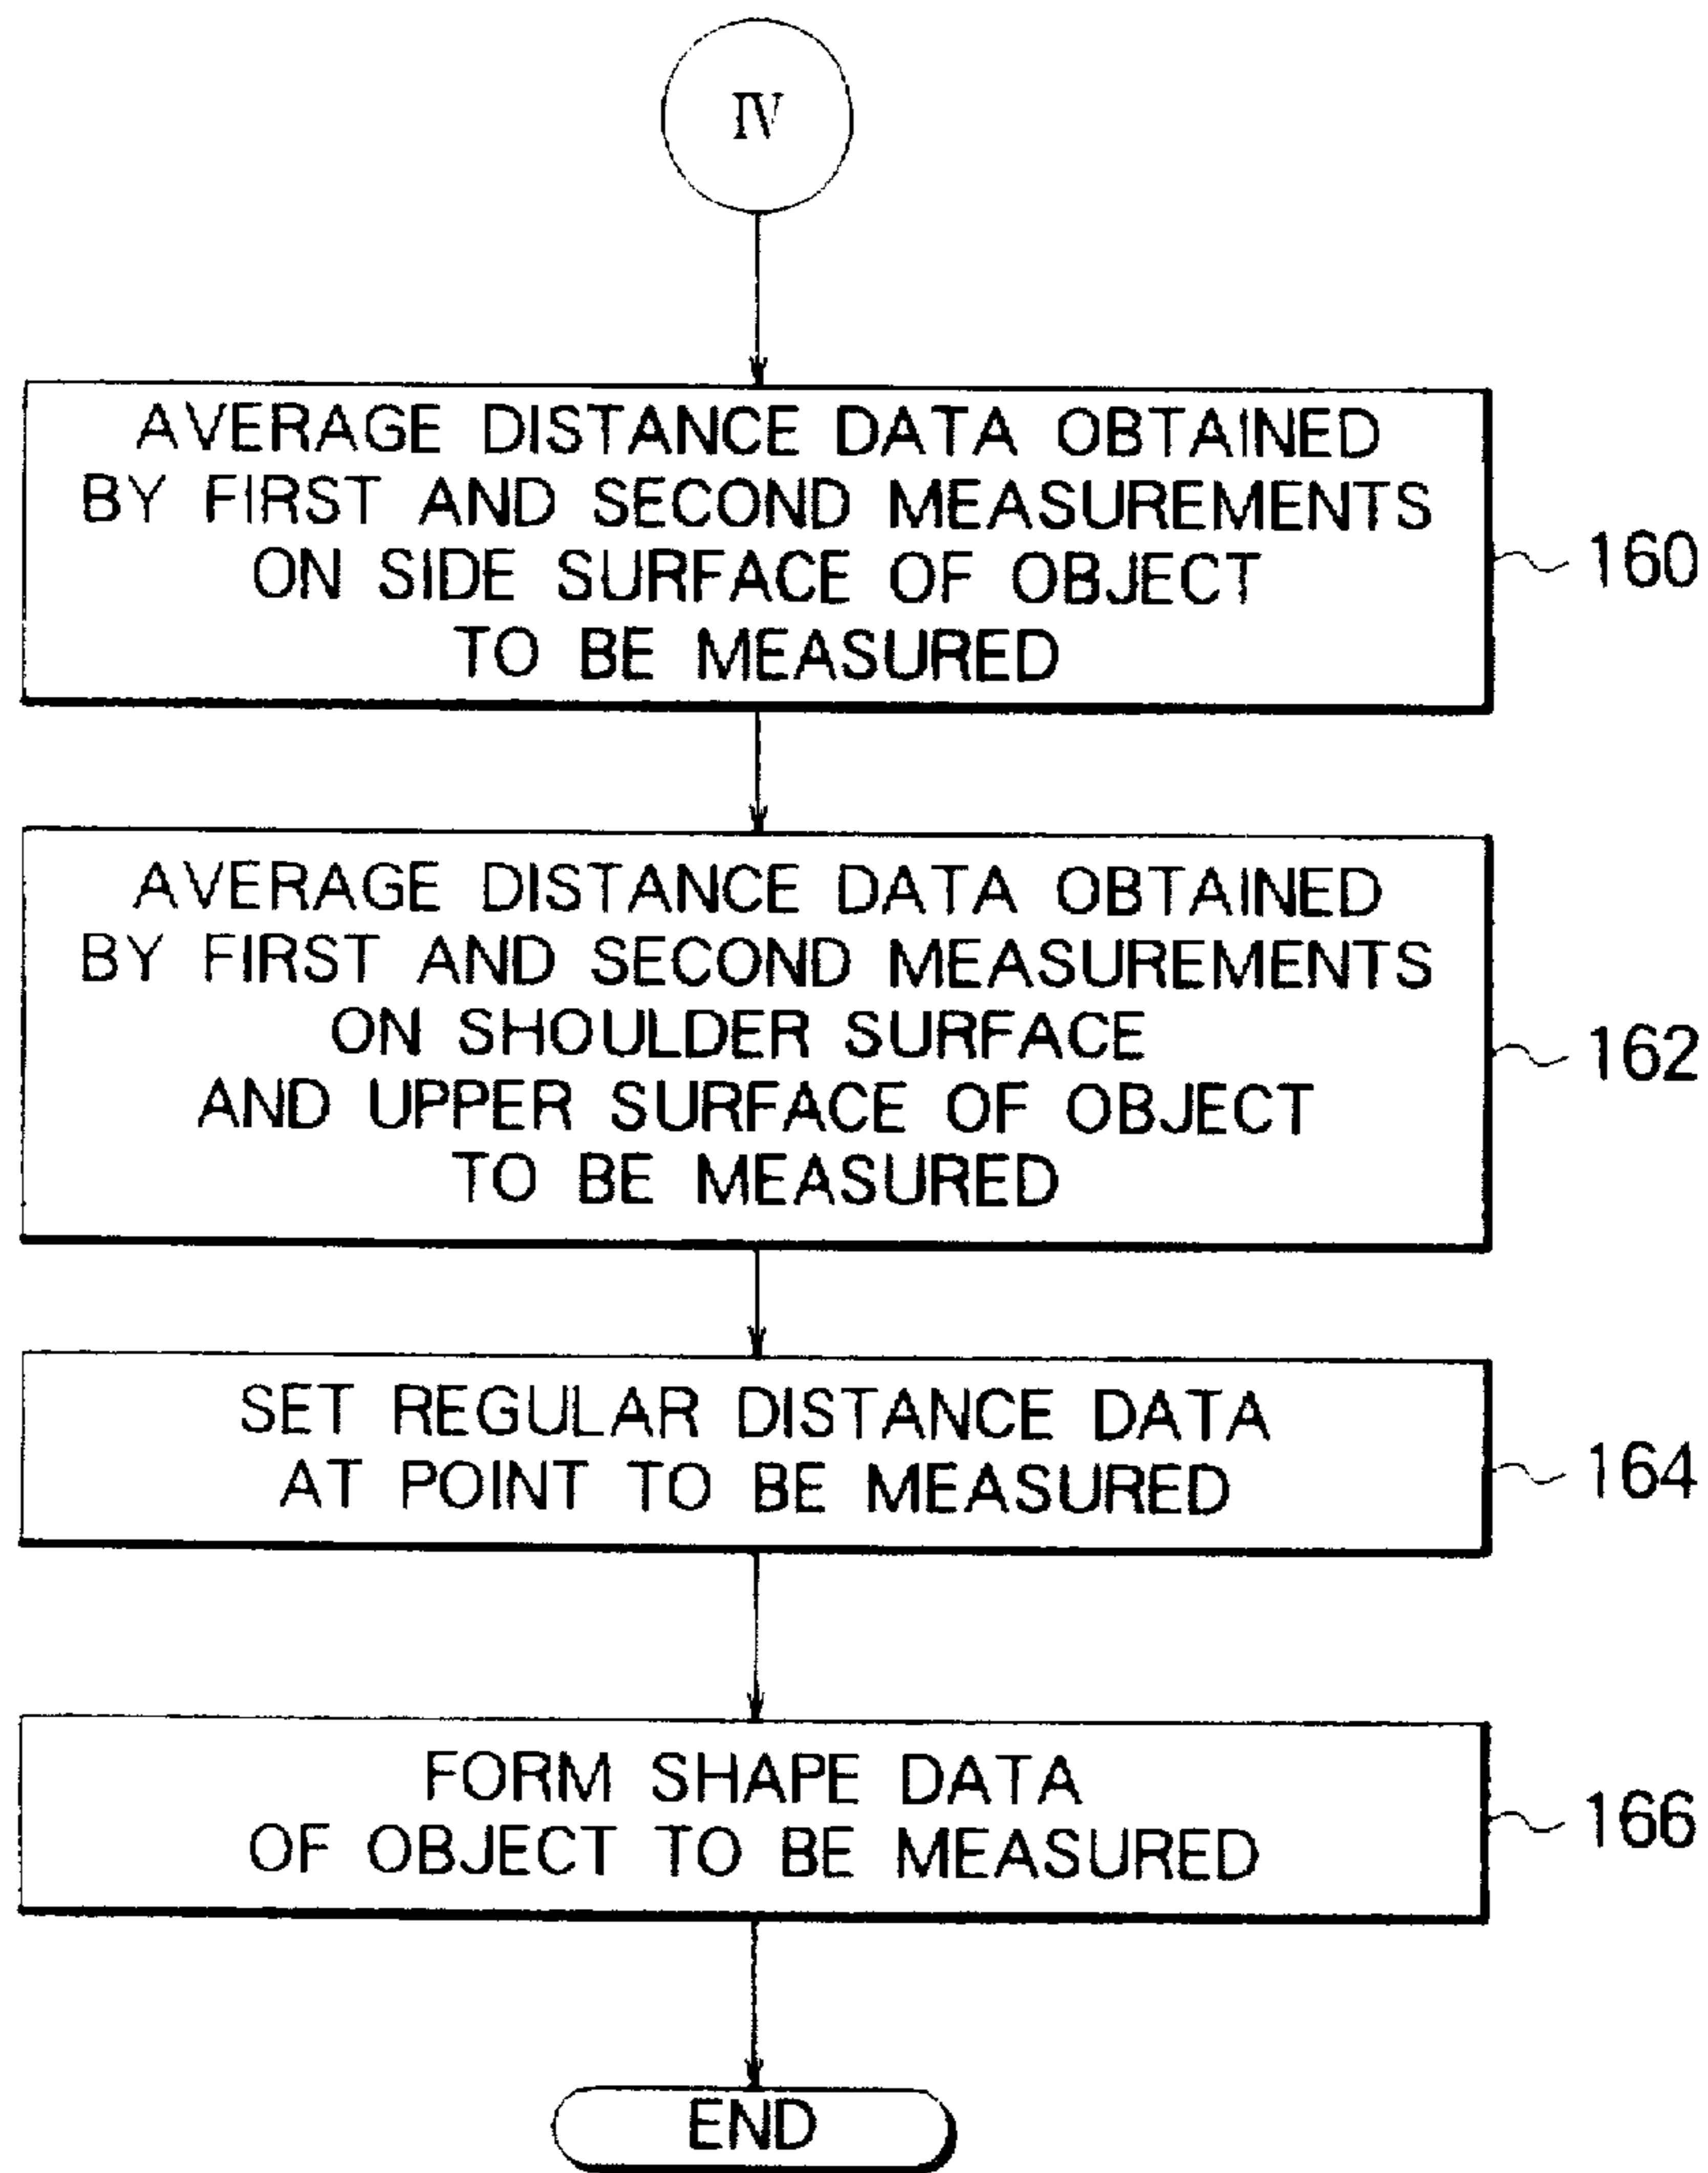 IV
AVERAGE DISTANCE DATA OBTAINED
BY FIRST AND SECOND MEASUREMENTS
ON SIDE SURFACE OF OBJECT
TO BE MEASURED
160
AVERAGE DISTANCE DATA OBTAINED
BY FIRST AND SECOND MEASUREMENTS
ON SHOULDER SURFACE
AND UPPER SURFACE OF OBJECT
TO BE MEASURED
162
SET REGULAR DISTANCE DATA
AT POINT TO BE MEASURED
164
FORM SHAPE DATA
OF OBJECT TO BE MEASURED
166
END